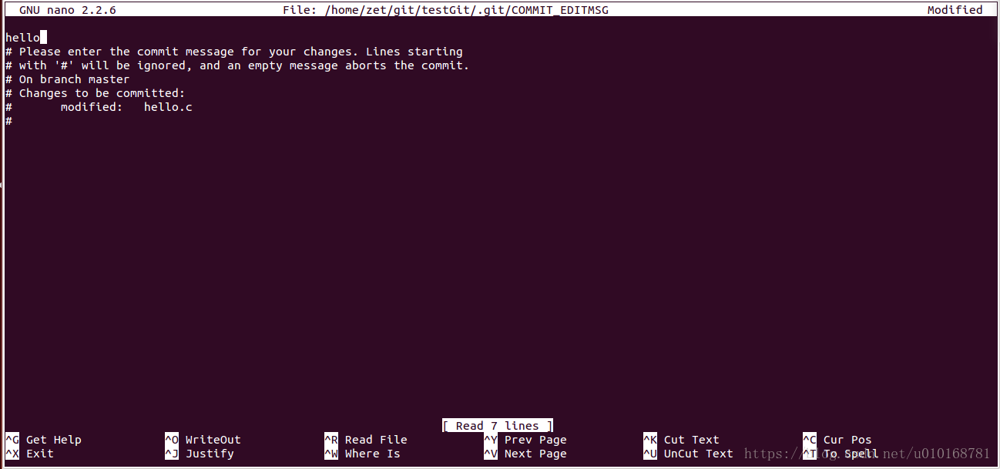 GNU nano 2.2.6 File: /home/zet/git/testGit/.git/COMMIT_EDITMSG Modified
hello
# Please enter the commit message for your changes. Lines starting
# with '#' will be ignored, and an empty message aborts the commit.
# On branch master
# Changes to be committed:
#       modified:   hello.c
#
[ Read 7 lines ]
^G Get Help ^O WriteOut ^R Read File ^Y Prev Page ^K Cut Text ^C Cur Pos
^X Exit ^J Justify ^W Where Is ^V Next Page ^U UnCut Text ^T To Spell
https://blog.csdn.net/u010168781